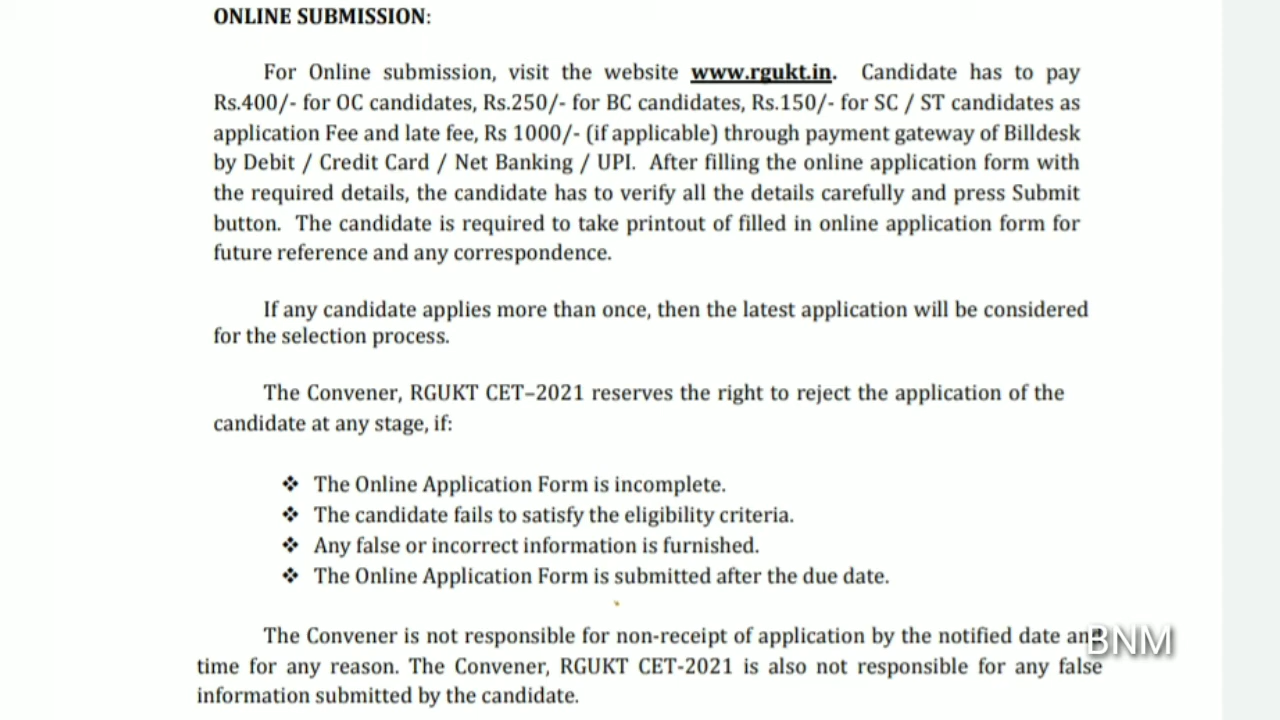 ONLINE SUBMISSION:
For Online submission, visit the website www.rgukt.in. Candidate has to pay
Rs.400/- for OC candidates, Rs.250/- for BC candidates, Rs.150/- for SC / ST candidates as
application Fee and late fee, Rs 1000/- (if applicable) through payment gateway of Billdesk
by Debit / Credit Card / Net Banking / UPI. After filling the online application form with
the required details, the candidate has to verify all the details carefully and press Submit
button. The candidate is required to take printout of filled in online application form for
future reference and any correspondence.
If any candidate applies more than once, then the latest application will be considered
for the selection process.
The Convener, RGUKT CET–2021 reserves the right to reject the application of the
candidate at any stage, if:
❖ The Online Application Form is incomplete.
❖ The candidate fails to satisfy the eligibility criteria.
❖ Any false or incorrect information is furnished.
❖ The Online Application Form is submitted after the due date.
The Convener is not responsible for non-receipt of application by the notified date an
BNM
time for any reason. The Convener, RGUKT CET-2021 is also not responsible for any false
information submitted by the candidate.